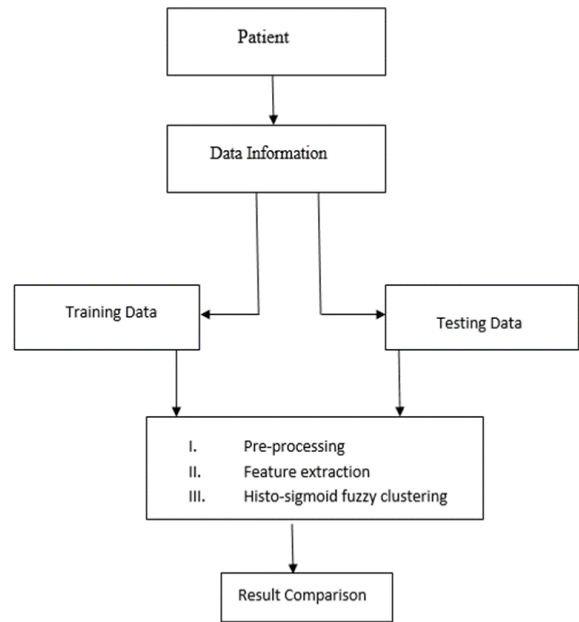 Patient
Data Information
Training Data
Testing Data
I. Pre-processing
II. Feature extraction
III. Histo-sigmoid fuzzy clustering
Result Comparison